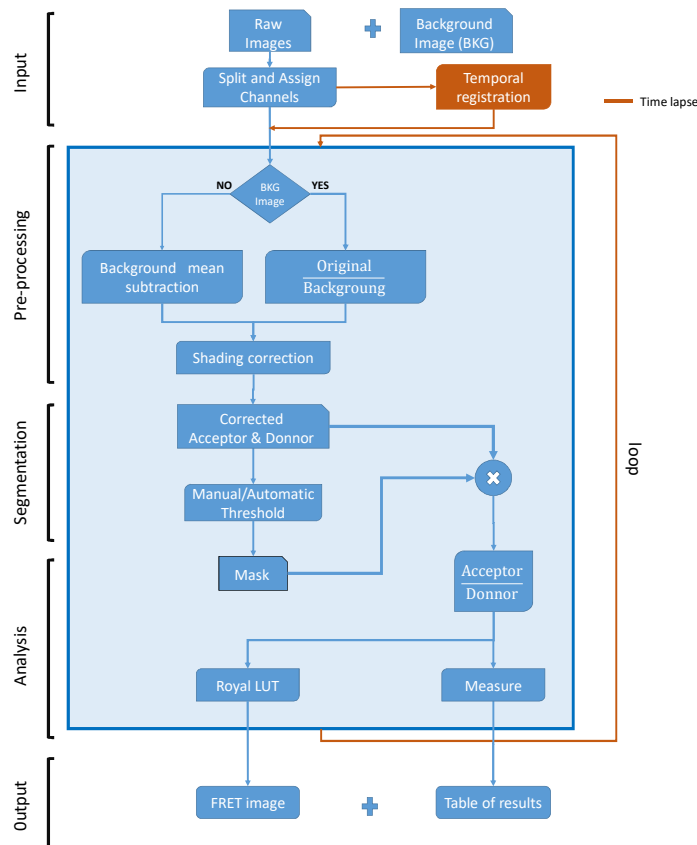 Input
Raw
Images
Background
Image (BKG)
Split and Assign
Channels
Temporal
registration
Time lapse
Pre-processing
BKG
Image
NO
YES
Background mean
subtraction
Original
Backgroung
Shading correction
Segmentation
Corrected
Acceptor & Donnor
Manual/Automatic
Threshold
loop
Analysis
Mask
Acceptor
Donnor
Royal LUT
Measure
Output
FRET image
Table of results